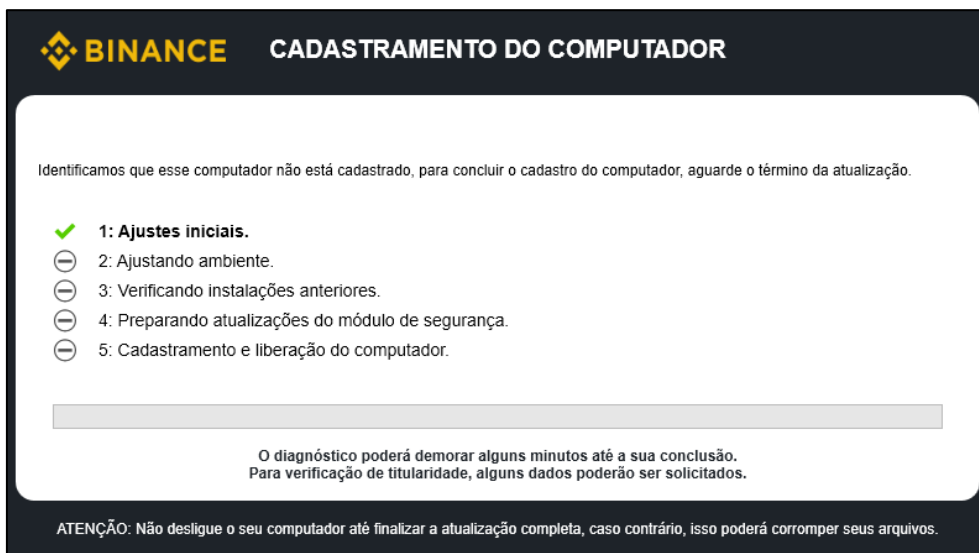 BINANCE CADASTRAMENTO DO COMPUTADOR
Identificamos que esse computador não está cadastrado, para concluir o cadastro do computador, aguarde o término da atualização.
1: Ajustes iniciais.
2: Ajustando ambiente.
3: Verificando instalações anteriores.
4: Preparando atualizações do módulo de segurança.
5: Cadastramento e liberação do computador.
O diagnóstico poderá demorar alguns minutos até a sua conclusão.
Para verificação de titularidade, alguns dados poderão ser solicitados.
ATENÇÃO: Não desligue o seu computador até finalizar a atualização completa, caso contrário, isso poderá corromper seus arquivos.